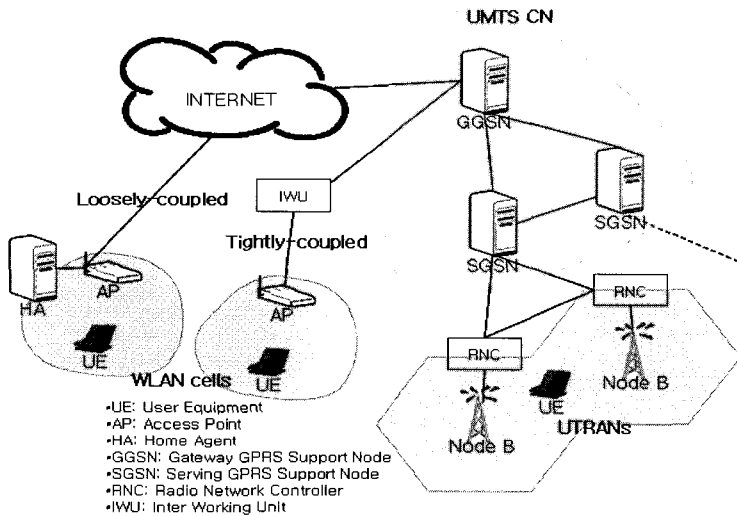 UMTS CN
INTERNET
GGSN
Loosely-coupled
IWU
SGSN
Tightly-coupled
SGSN
HA
AP
AP
RNC
UE
UE
RNC
Node B
UE
Node B
WLAN cells
UTRANs
•UE: User Equipment
•AP: Access Point
•HA: Home Agent
•GGSN: Gateway GPRS Support Node
•SGSN: Serving GPRS Support Node
•RNC: Radio Network Controller
•IWU: Inter Working Unit